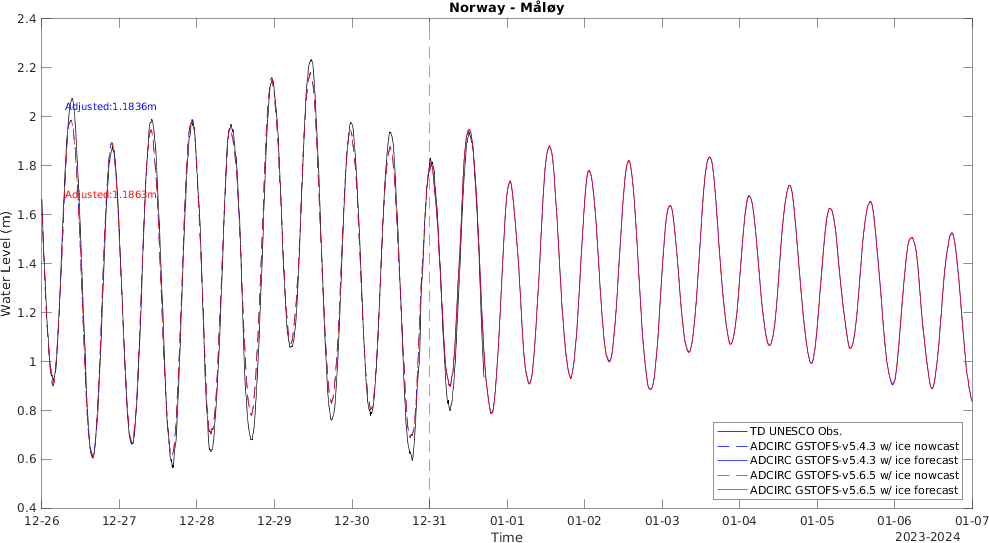 Norway - Måløy
2.4
2.2
2
1.8
1.6
1.4
1.2
1
0.8
0.6
0.4
Water Level (m)
Adjusted:1.1836m
Adjusted:1.1863m
TD UNESCO Obs.
ADCIRC GSTOFS-v5.4.3 w/ ice nowcast
ADCIRC GSTOFS-v5.4.3 w/ ice forecast
ADCIRC GSTOFS-v5.6.5 w/ ice nowcast
ADCIRC GSTOFS-v5.6.5 w/ ice forecast
12-26 12-27 12-28 12-29 12-30 12-31 01-01 01-02 01-03 01-04 01-05 01-06 01-07
Time
2023-2024